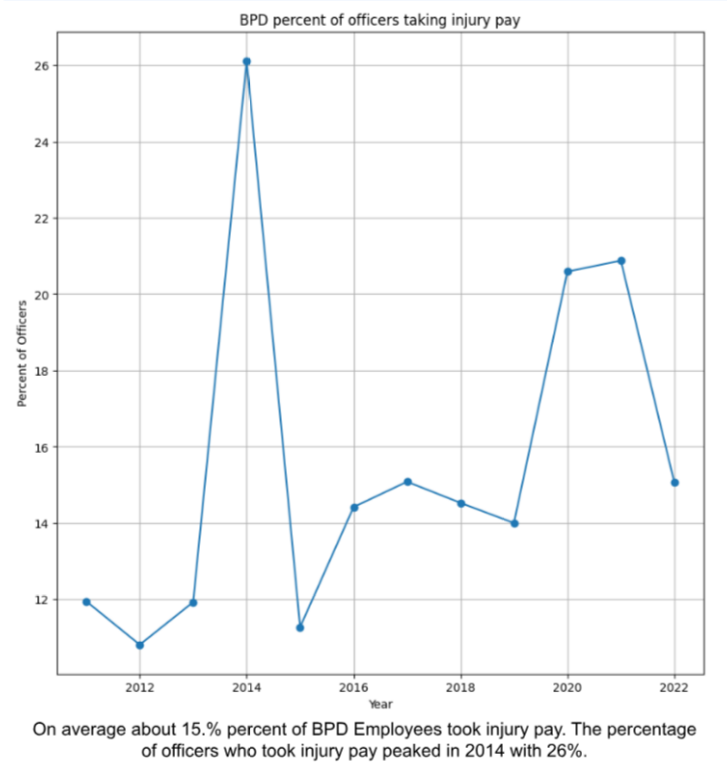 BPD percent of officers taking injury pay
26
24
22
20
18
16
14
12
Percent of Officers
2012 2014 2016 2018 2020 2022
Year
On average about 15.% percent of BPD Employees took injury pay. The percentage
of officers who took injury pay peaked in 2014 with 26%.